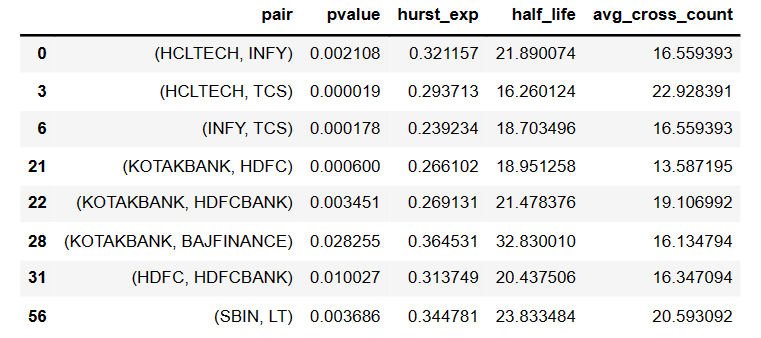 pair pvalue hurst_exp half_life avg_cross_count
0 (HCLTECH, INFY) 0.002108 0.321157 21.890074 16.559393
3 (HCLTECH, TCS) 0.000019 0.293713 16.260124 22.928391
6 (INFY, TCS) 0.000178 0.239234 18.703496 16.559393
21 (KOTAKBANK, HDFC) 0.000600 0.266102 18.951258 13.587195
22 (KOTAKBANK, HDFCBANK) 0.003451 0.269131 21.478376 19.106992
28 (KOTAKBANK, BAJFINANCE) 0.028255 0.364531 32.830010 16.134794
31 (HDFC, HDFCBANK) 0.010027 0.313749 20.437506 16.347094
56 (SBIN, LT) 0.003686 0.344781 23.833484 20.593092